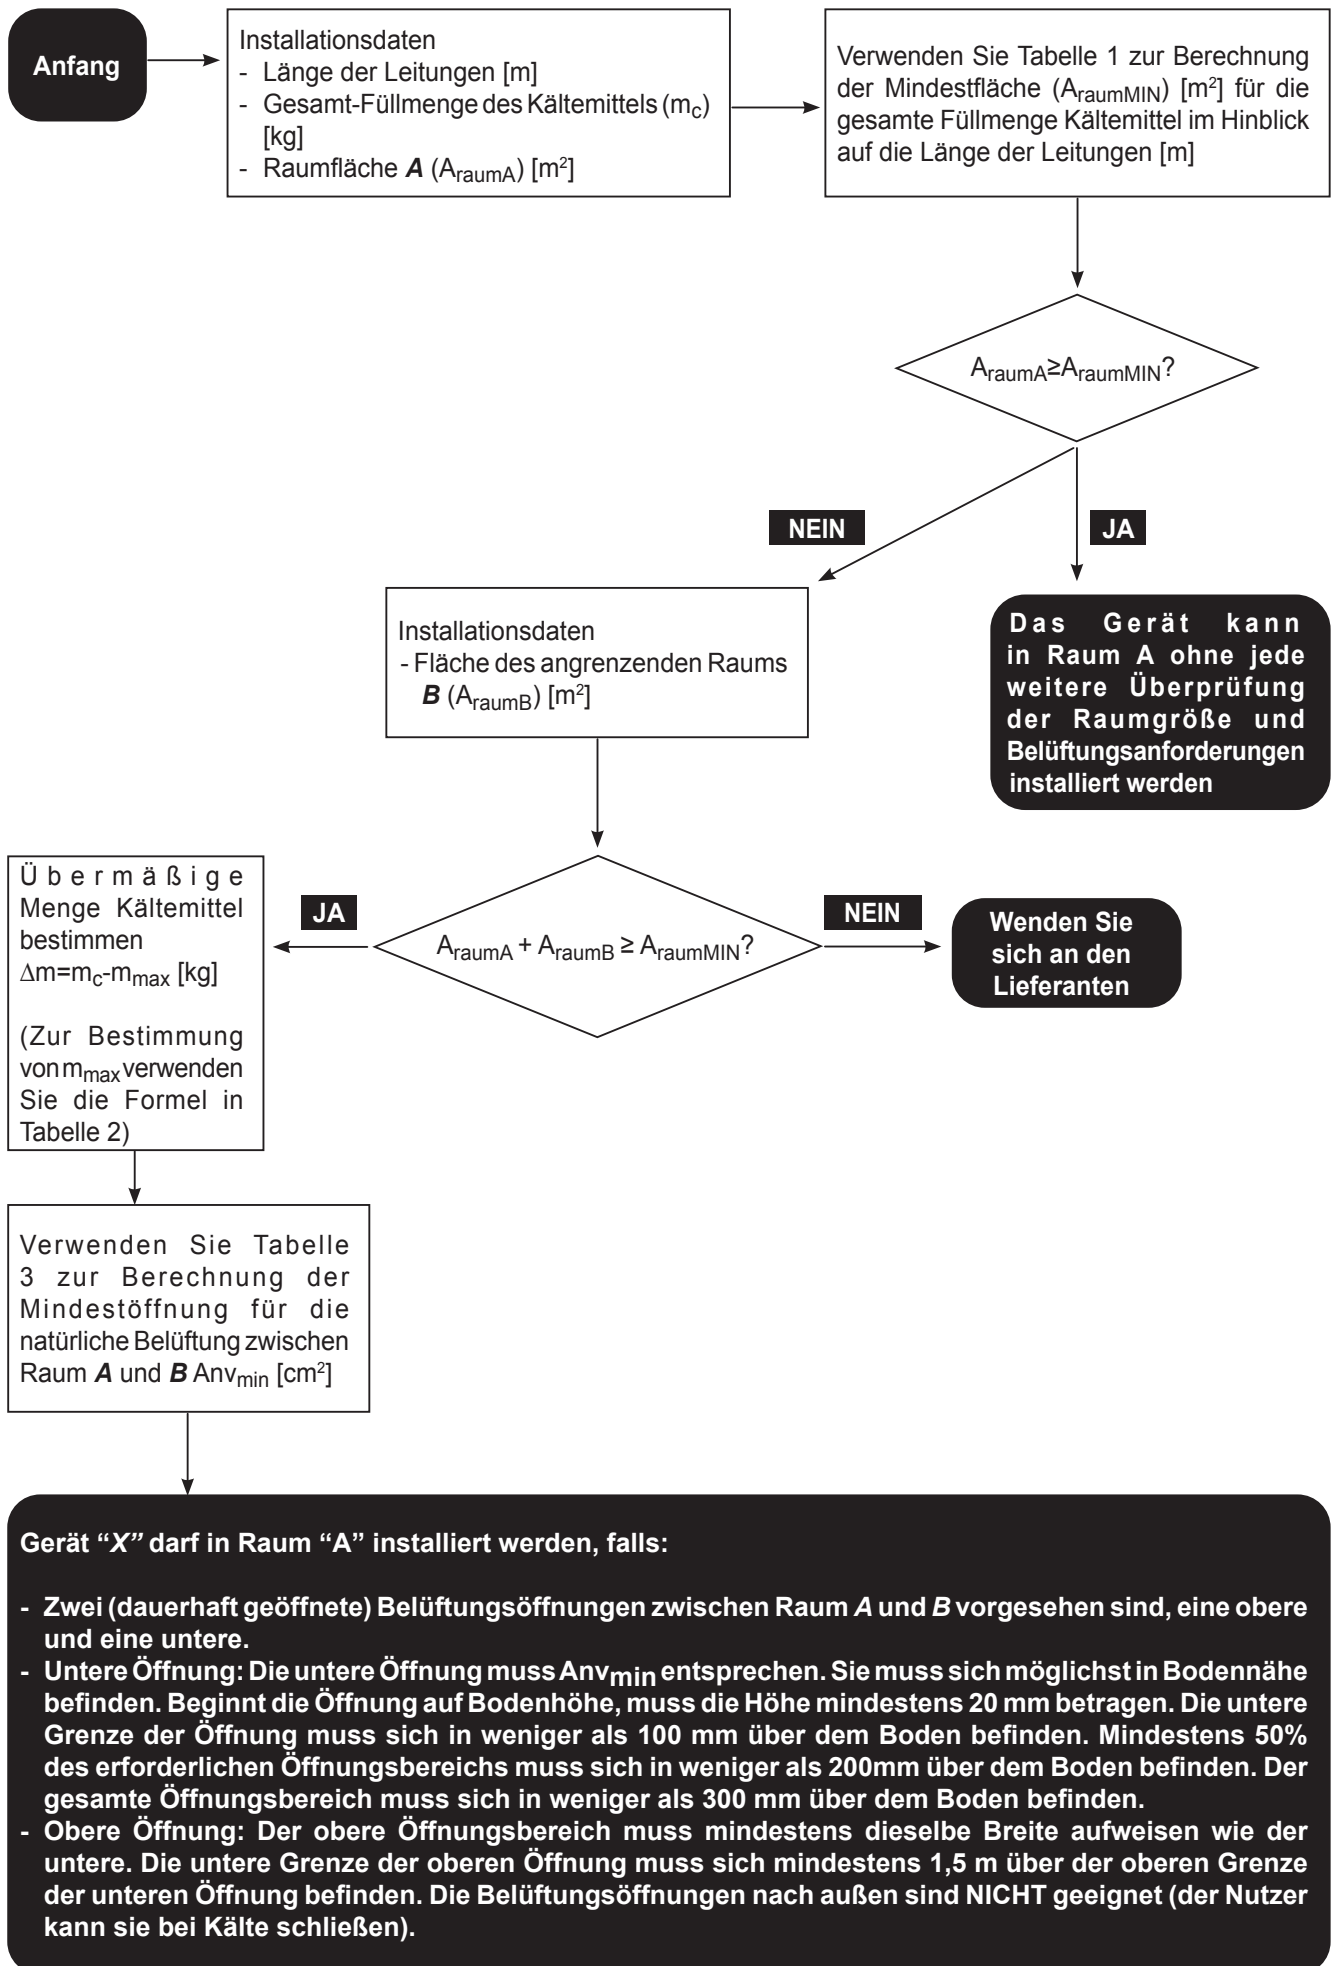 Anfang
Installationsdaten
- Länge der Leitungen [m]
- Gesamt-Füllmenge des Kältemittels (mc)
[kg]
- Raumfläche A (AraumA) [m²]
Verwenden Sie Tabelle 1 zur Berechnung
der Mindestfläche (AraumMIN) [m²] für die
gesamte Füllmenge Kältemittel im Hinblick
auf die Länge der Leitungen [m]
AraumA≥AraumMIN?
NEIN
JA
Das Gerät kann
in Raum A ohne jede
weitere Überprüfung
der Raumgröße und
Belüftungsanforderungen
installiert werden
Installationsdaten
- Fläche des angrenzenden Raums
B (AraumB) [m²]
AraumA + AraumB ≥ AraumMIN?
JA
NEIN
Wenden Sie
sich an den
Lieferanten
Übermäßige
Menge Kältemittel
bestimmen
Δm=mc-mmax [kg]
(Zur Bestimmung
von mmax verwenden
Sie die Formel in
Tabelle 2)
Verwenden Sie Tabelle
3 zur Berechnung der
Mindestöffnung für die
natürliche Belüftung zwischen
Raum A und B Anvmin [cm²]
Gerät “X” darf in Raum “A” installiert werden, falls:
- Zwei (dauerhaft geöffnete) Belüftungsöffnungen zwischen Raum A und B vorgesehen sind, eine obere
und eine untere.
- Untere Öffnung: Die untere Öffnung muss Anvmin entsprechen. Sie muss sich möglichst in Bodennähe
befinden. Beginnt die Öffnung auf Bodenhöhe, muss die Höhe mindestens 20 mm betragen. Die untere
Grenze der Öffnung muss sich in weniger als 100 mm über dem Boden befinden. Mindestens 50%
des erforderlichen Öffnungsbereichs muss sich in weniger als 200mm über dem Boden befinden. Der
gesamte Öffnungsbereich muss sich in weniger als 300 mm über dem Boden befinden.
- Obere Öffnung: Der obere Öffnungsbereich muss mindestens dieselbe Breite aufweisen wie der
untere. Die untere Grenze der oberen Öffnung muss sich mindestens 1,5 m über der oberen Grenze
der unteren Öffnung befinden. Die Belüftungsöffnungen nach außen sind NICHT geeignet (der Nutzer
kann sie bei Kälte schließen).